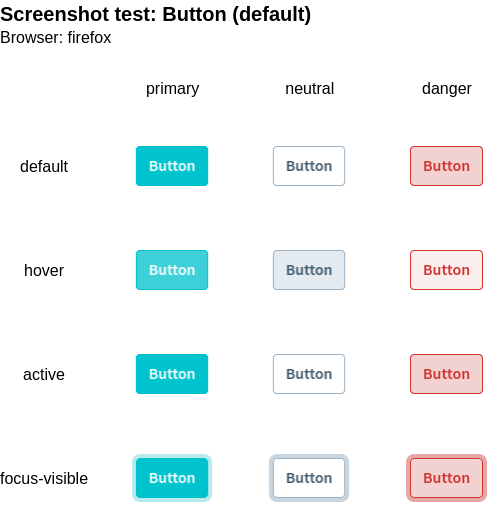 Screenshot test: Button (default)
Browser: firefox
primary neutral danger
default Button Button Button
hover Button Button Button
active Button Button Button
focus-visible Button Button Button